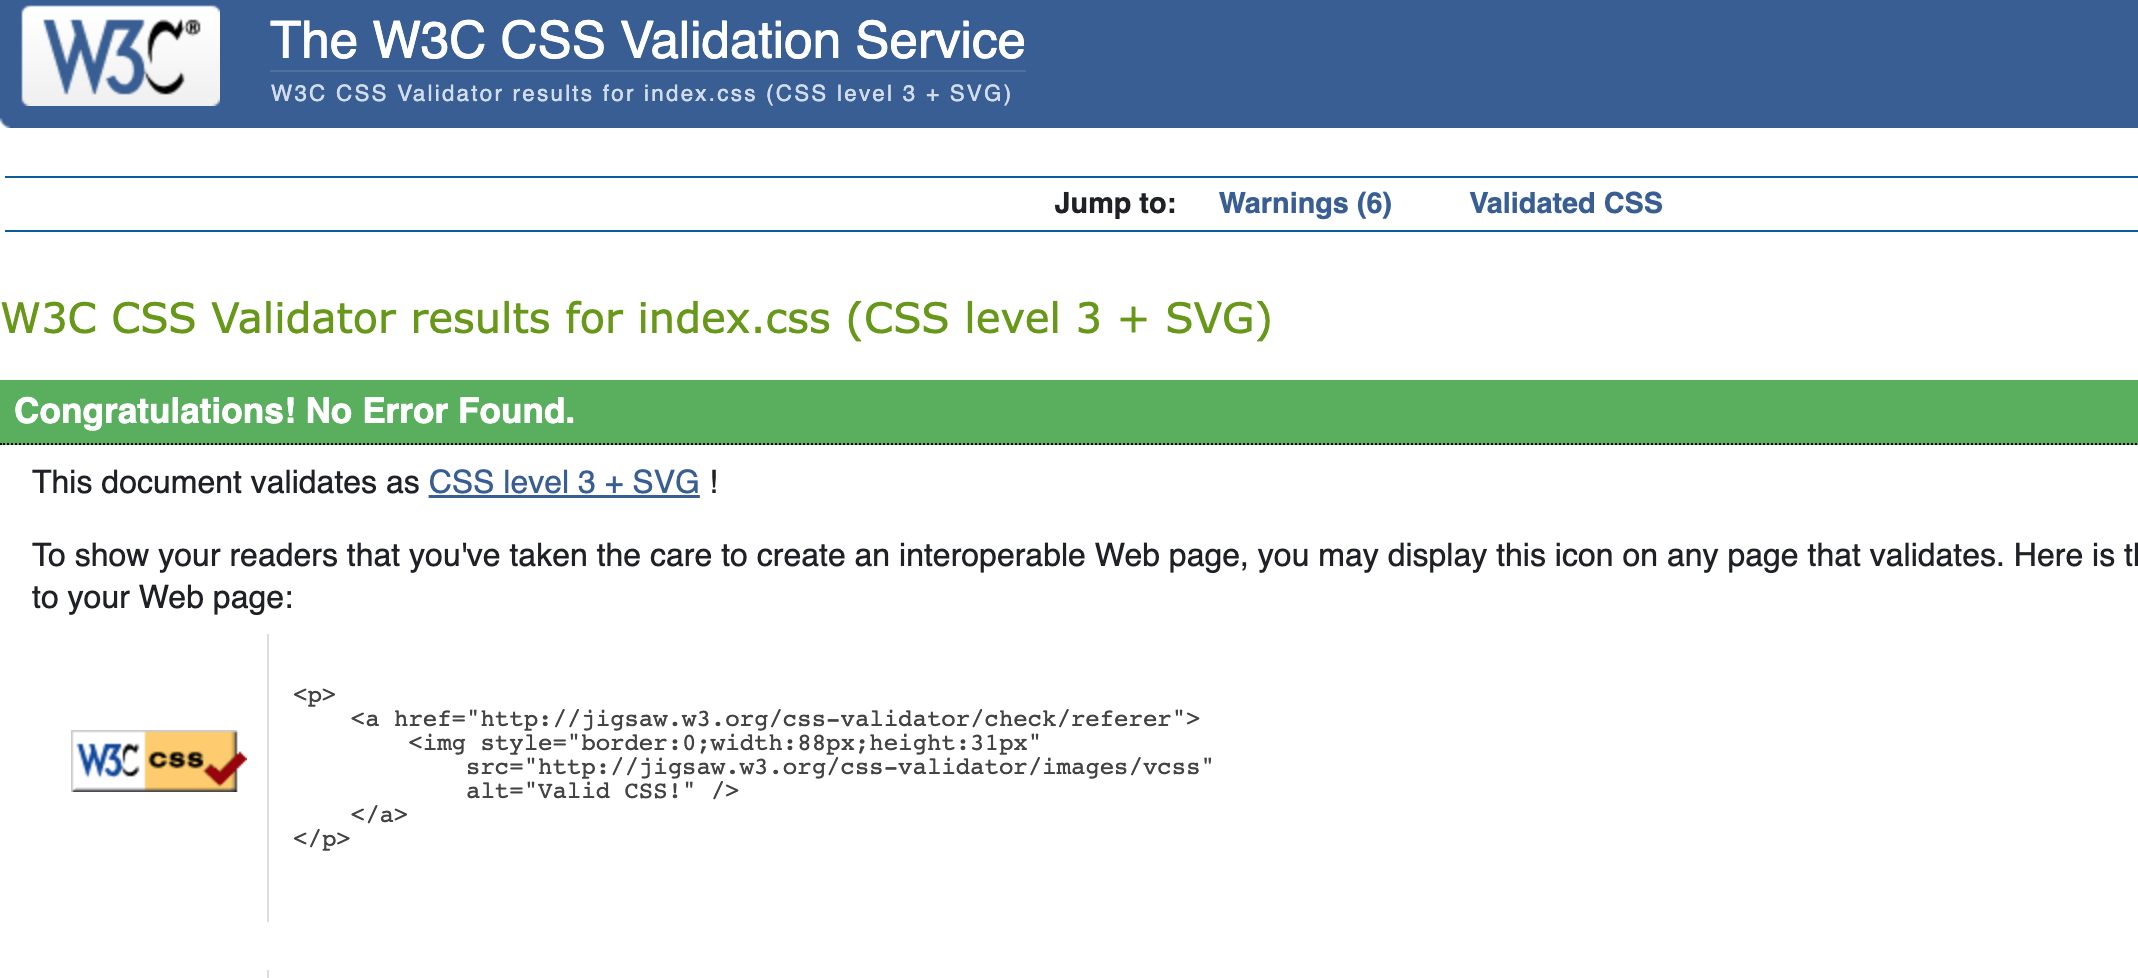 W3C®
The W3C CSS Validation Service
W3C CSS Validator results for index.css (CSS level 3 + SVG)
Jump to: Warnings (6) Validated CSS
W3C CSS Validator results for index.css (CSS level 3 + SVG)
Congratulations! No Error Found.
This document validates as CSS level 3 + SVG !
To show your readers that you've taken the care to create an interoperable Web page, you may display this icon on any page that validates. Here is
to your Web page:
W3C css
<p>
    <a href="http://jigsaw.w3.org/css-validator/check/referer">
        <img style="border:0;width:88px;height:31px"
            src="http://jigsaw.w3.org/css-validator/images/vcss"
            alt="Valid CSS!" />
    </a>
</p>